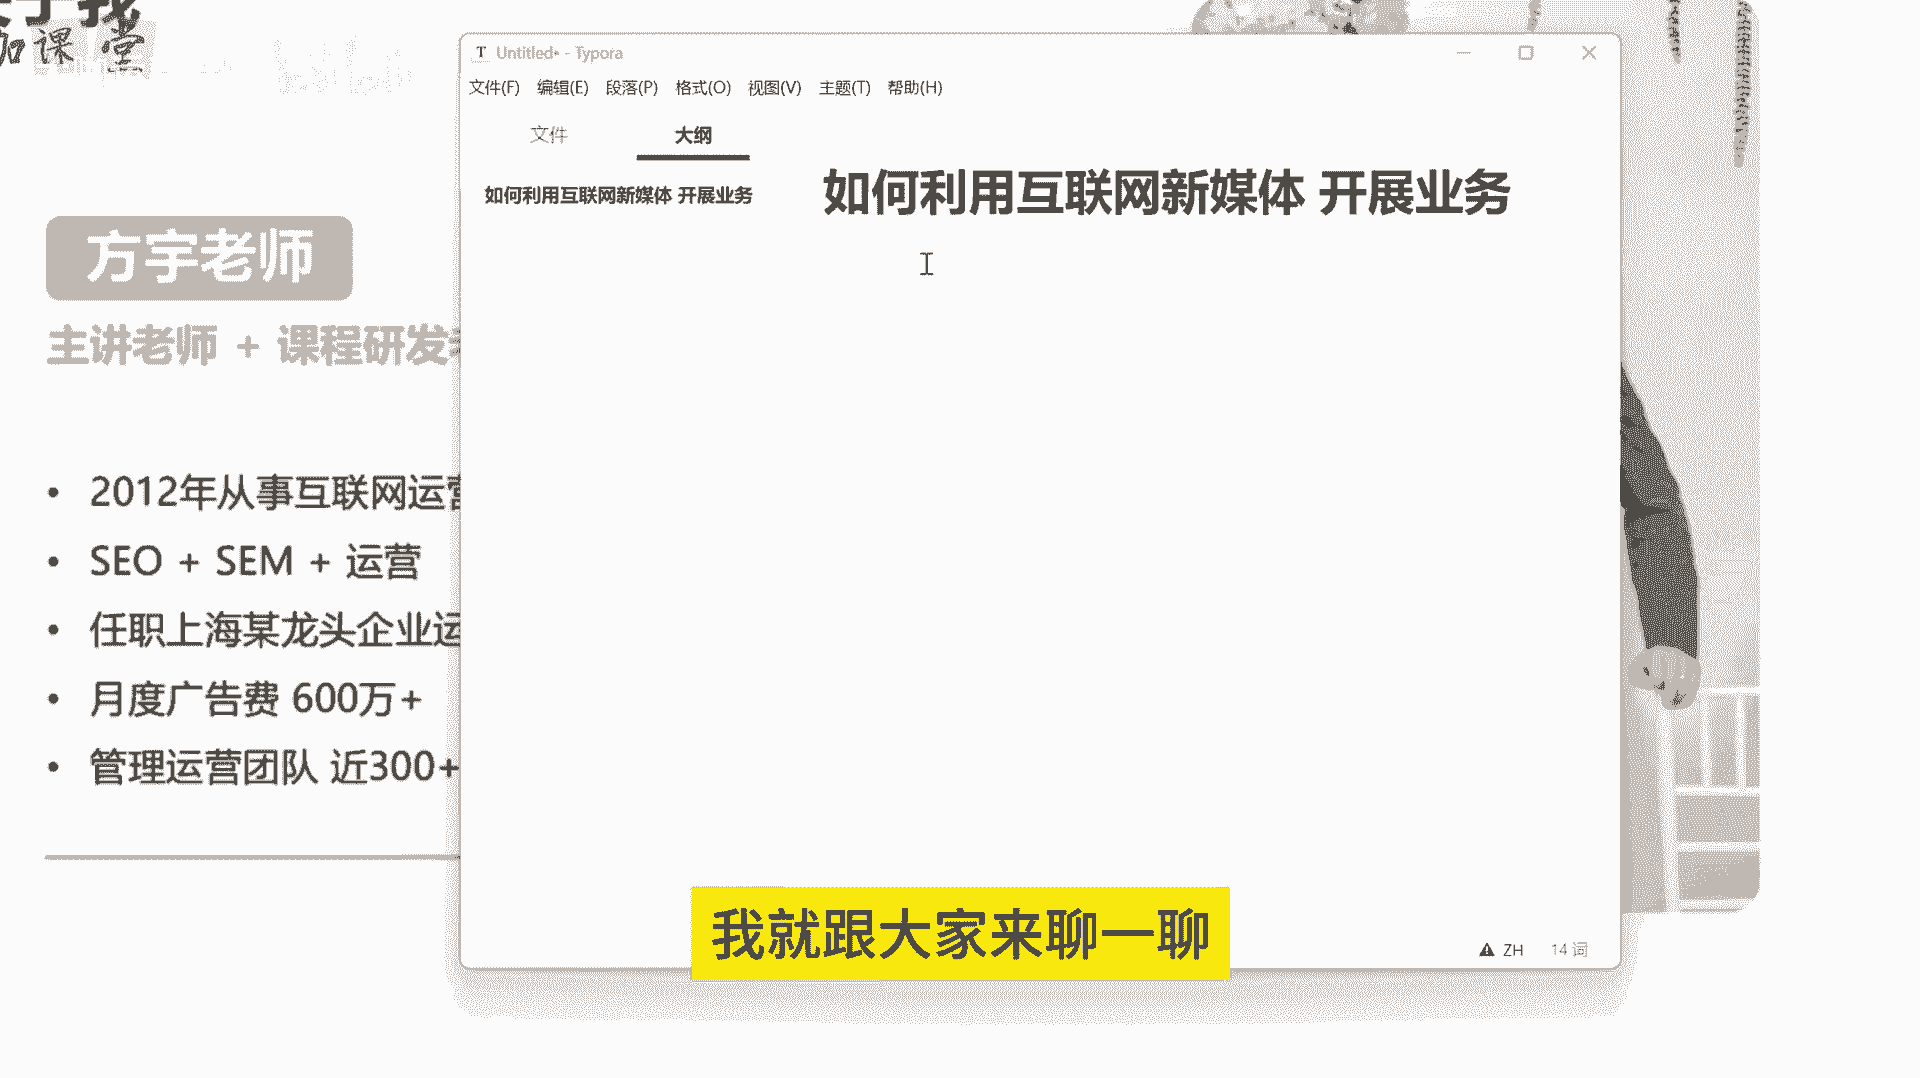 加课堂
方宇老师
主讲老师 + 课程研发
2012年从事互联网运营
SEO + SEM + 运营
任职上海某龙头企业运
月度广告费 600万+
管理运营团队 近300+
T Untitled• - Typora
文件(F) 编辑(E) 段落(P) 格式(O) 视图(V) 主题(T) 帮助(H)
文件 大纲
如何利用互联网新媒体 开展业务
如何利用互联网新媒体 开展业务
我就跟大家来聊一聊
ZH 14 词